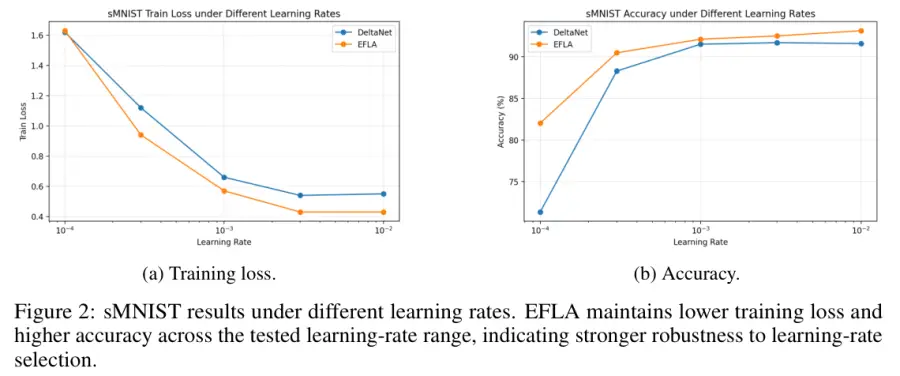 sMNIST Train Loss under Different Learning Rates
DeltaNet
EFLA
1.6
1.4
1.2
1.0
0.8
0.6
0.4
Train Loss
10⁻⁴
10⁻³
10⁻²
Learning Rate
(a) Training loss.
sMNIST Accuracy under Different Learning Rates
DeltaNet
EFLA
90
85
80
75
Accuracy (%)
10⁻⁴
10⁻³
10⁻²
Learning Rate
(b) Accuracy.
Figure 2: sMNIST results under different learning rates. EFLA maintains lower training loss and
higher accuracy across the tested learning-rate range, indicating stronger robustness to learning-rate
selection.